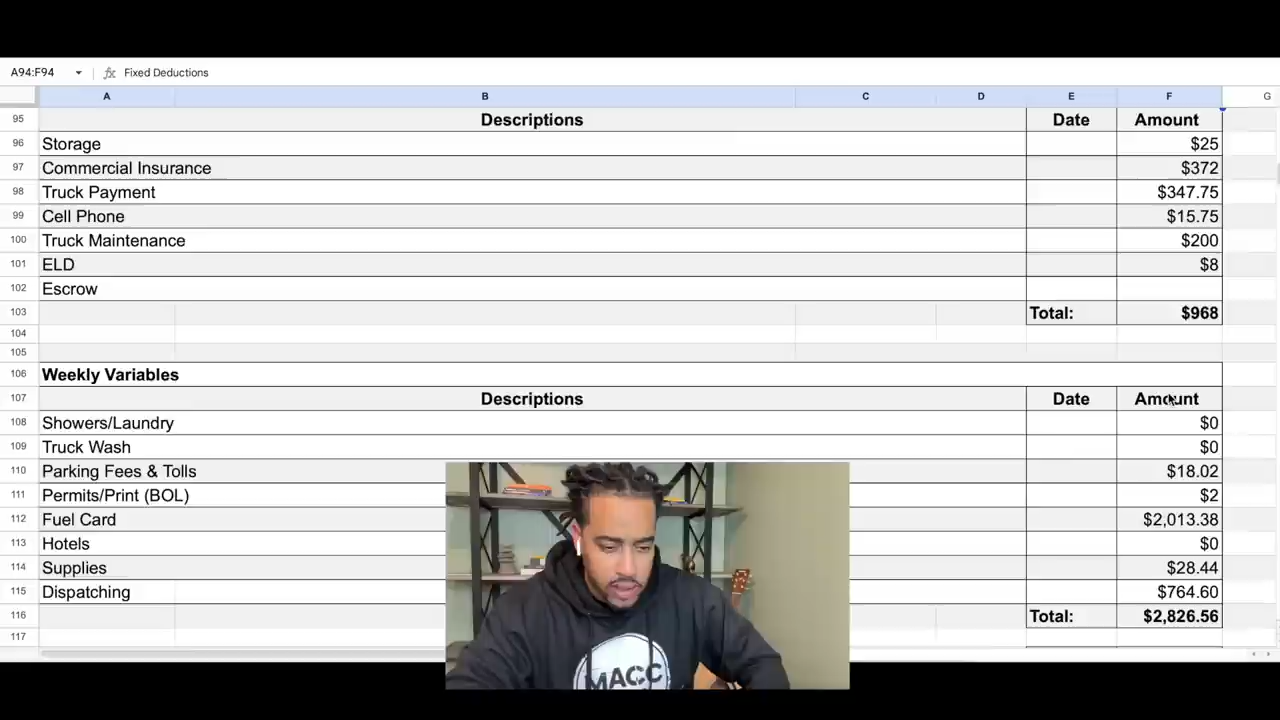 A94:F94 fx Fixed Deductions
A B C D E F G
95 Descriptions Date Amount
96 Storage $25
97 Commercial Insurance $372
98 Truck Payment $347.75
99 Cell Phone $15.75
100 Truck Maintenance $200
101 ELD $8
102 Escrow
103 Total: $968
104
105
106 Weekly Variables
107 Descriptions Date Amount
108 Showers/Laundry $0
109 Truck Wash $0
110 Parking Fees & Tolls $18.02
111 Permits/Print (BOL) $2
112 Fuel Card $2,013.38
113 Hotels $0
114 Supplies $28.44
115 Dispatching $764.60
116 Total: $2,826.56
117
MACC